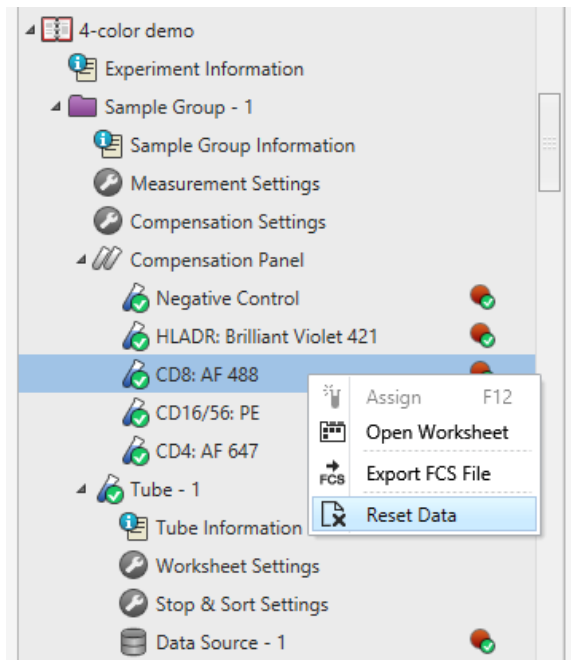 4-color demo
Experiment Information
Sample Group - 1
Sample Group Information
Measurement Settings
Compensation Settings
Compensation Panel
Negative Control
HLADR: Brilliant Violet 421
CD8: AF 488
Assign F12
CD16/56: PE
Open Worksheet
CD4: AF 647
FCS Export FCS File
Tube - 1
Reset Data
Tube Information
Worksheet Settings
Stop & Sort Settings
Data Source - 1